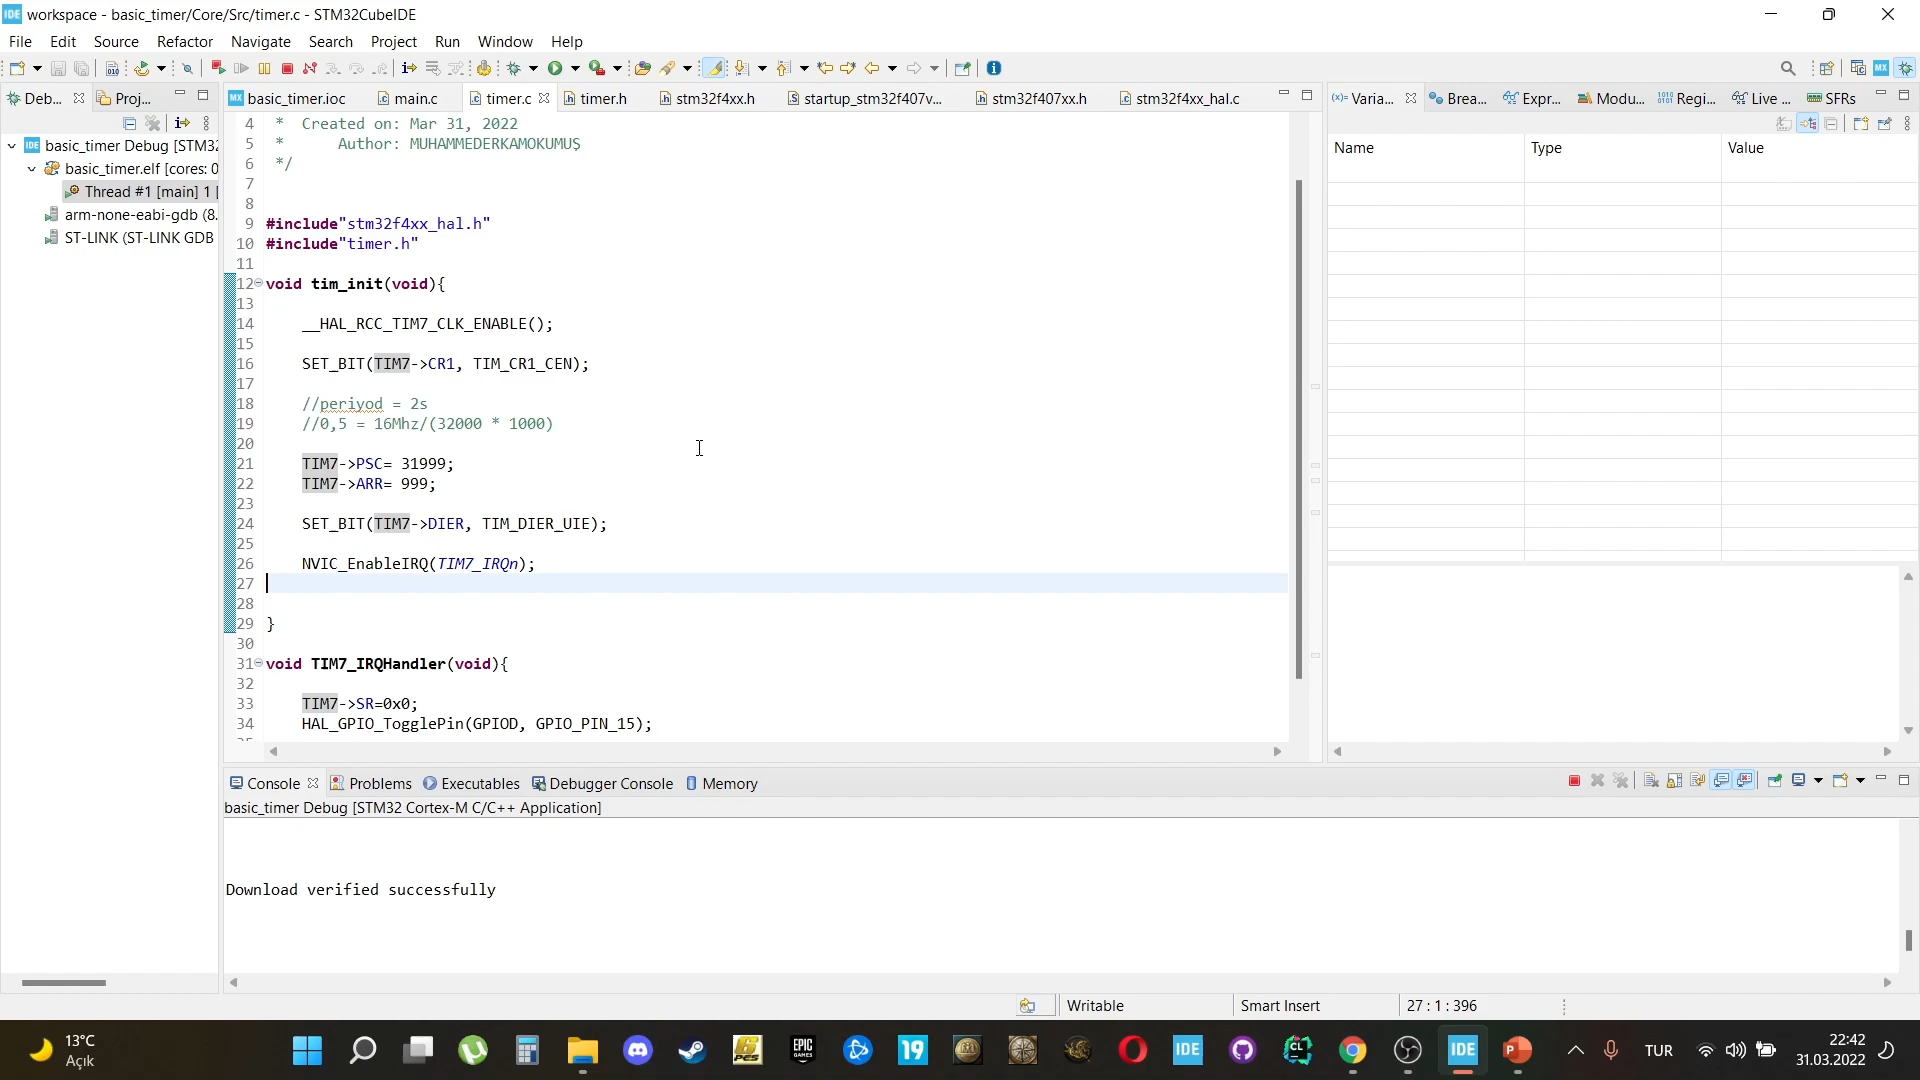 workspace - basic_timer/Core/Src/timer.c - STM32CubeIDE
File Edit Source Refactor Navigate Search Project Run Window Help
Deb... Proj...
basic_timer.ioc main.c timer.c timer.h stm32f4xx.h startup_stm32f407v... stm32f407xx.h stm32f4xx_hal.c
(x)= Varia... Brea... Expr... Modu... Regi... Live ... SFRs
basic_timer Debug [STM32
basic_timer.elf [cores: 0
Thread #1 [main] 1 [
arm-none-eabi-gdb (8.
ST-LINK (ST-LINK GDB
4 * Created on: Mar 31, 2022
5 * Author: MUHAMMEDERKAMOKUMUŞ
6 */
7
8
9 #include"stm32f4xx_hal.h"
10 #include"timer.h"
11
12 void tim_init(void){
13
14 __HAL_RCC_TIM7_CLK_ENABLE();
15
16 SET_BIT(TIM7->CR1, TIM_CR1_CEN);
17
18 //periyod = 2s
19 //0,5 = 16Mhz/(32000 * 1000)
20
21 TIM7->PSC= 31999;
22 TIM7->ARR= 999;
23
24 SET_BIT(TIM7->DIER, TIM_DIER_UIE);
25
26 NVIC_EnableIRQ(TIM7_IRQn);
27
28
29 }
30
31 void TIM7_IRQHandler(void){
32
33 TIM7->SR=0x0;
34 HAL_GPIO_TogglePin(GPIOD, GPIO_PIN_15);
Name Type Value
Console Problems Executables Debugger Console Memory
basic_timer Debug [STM32 Cortex-M C/C++ Application]
Download verified successfully
Writable Smart Insert 27 : 1 : 396
13°C
Açık
TUR
22:42
31.03.2022